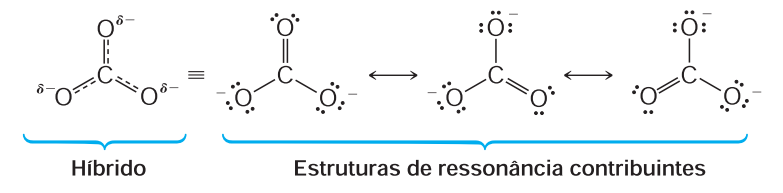 O δ− O δ− C O δ− ≡ O C − O O − ↔ O − C − O O ↔ O − C O O −
Híbrido Estruturas de ressonância contribuintes